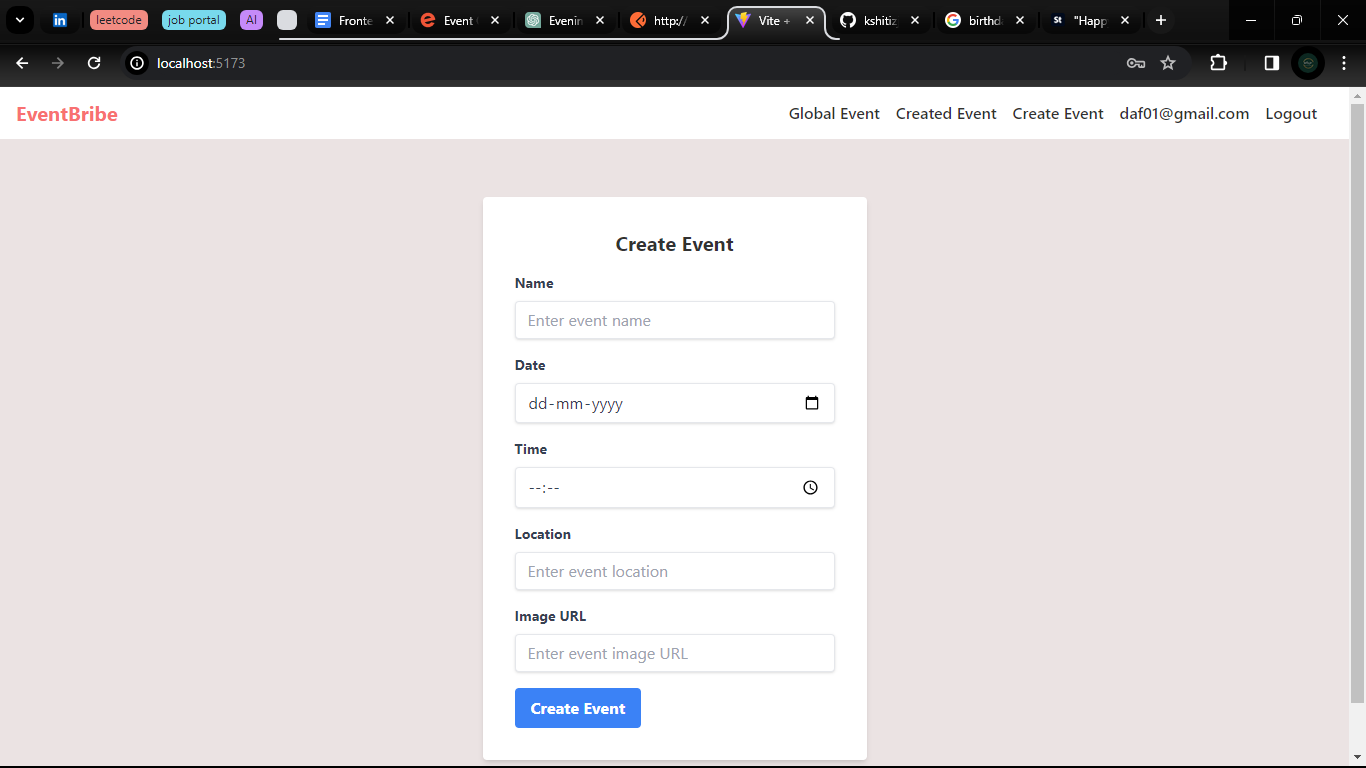 leetcode job portal AI Fronte Event Evenin http:// Vite + kshitiz birthd St "Happ
localhost:5173
EventBribe Global Event Created Event Create Event daf01@gmail.com Logout
Create Event
Name
Enter event name
Date
dd-mm-yyyy
Time
--:--
Location
Enter event location
Image URL
Enter event image URL
Create Event